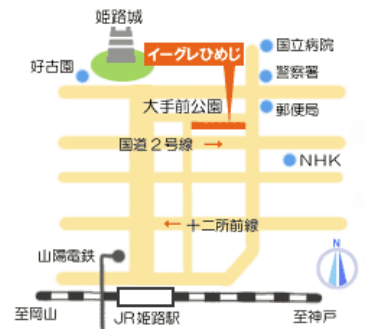 姫路城
イーグレひめじ
国立病院
好古園
警察署
大手前公園
郵便局
国道２号線 →
NHK
← 十二所前線
山陽電鉄
N
至岡山
JR姫路駅
至神戸